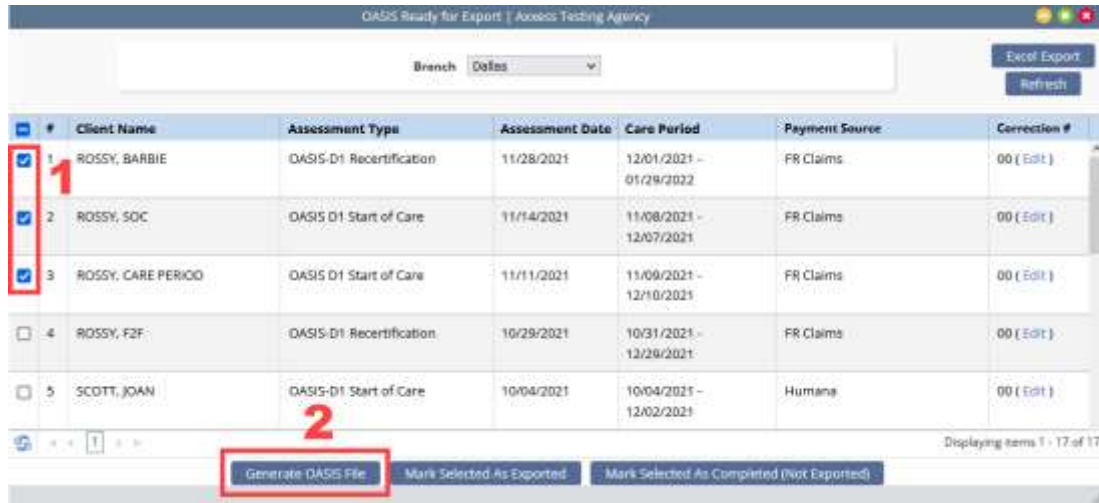 OASIS Ready for Export | Axxess Testing Agency
Branch Dallas
Excel Export
Refresh
# Client Name Assessment Type Assessment Date Care Period Payment Source Correction #
1 ROSSY, BARBIE OASIS-D1 Recertification 11/28/2021 12/01/2021 - FR Claims 00 ( Edit )
01/29/2022
1
2 ROSSY, SOC OASIS D1 Start of Care 11/14/2021 11/08/2021 - FR Claims 00 ( Edit )
12/07/2021
3 ROSSY, CARE PERIOD OASIS D1 Start of Care 11/11/2021 11/09/2021 - FR Claims 00 ( Edit )
12/10/2021
4 ROSSY, F2F OASIS-D1 Recertification 10/29/2021 10/31/2021 - FR Claims 00 ( Edit )
12/29/2021
5 SCOTT, JOAN OASIS-D1 Start of Care 10/04/2021 10/04/2021 - Humana 00 ( Edit )
12/02/2021
2
1 Displaying items 1 - 17 of 17
Generate OASIS File Mark Selected As Exported Mark Selected As Completed (Not Exported)